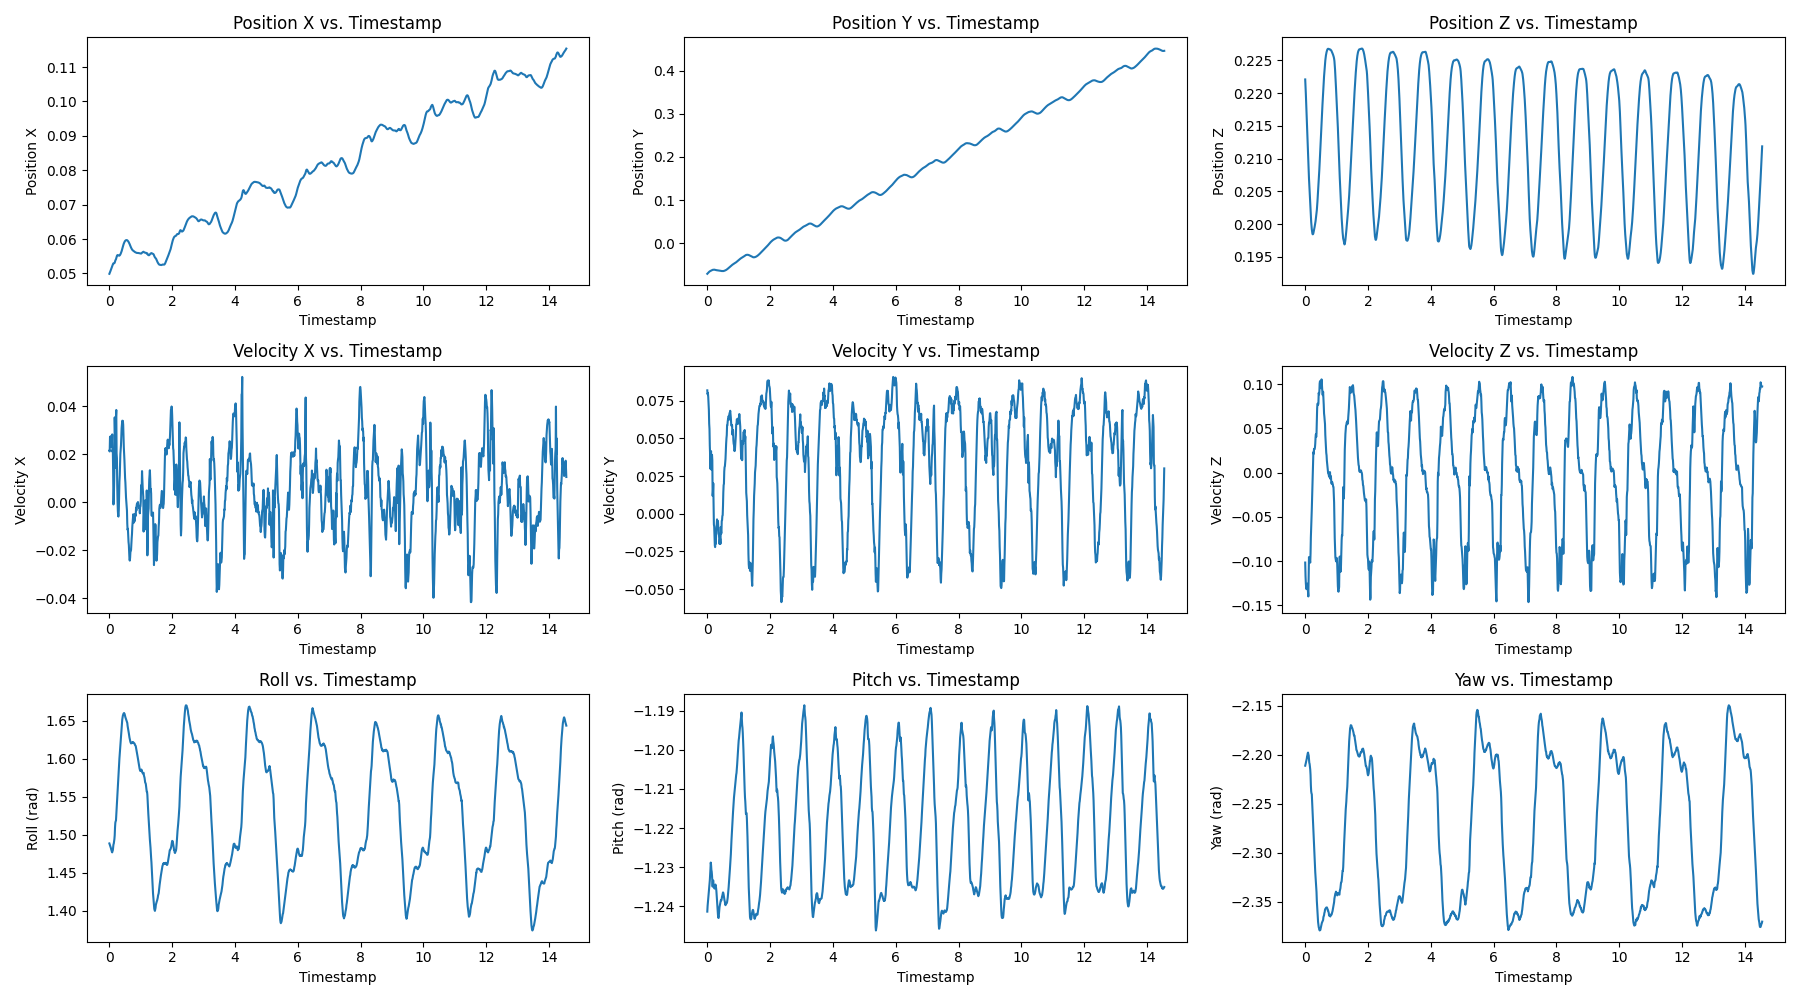 Position X vs. Timestamp
Position Y vs. Timestamp
Position Z vs. Timestamp
Position X
0.11
0.10
0.09
0.08
0.07
0.06
0.05
0 2 4 6 8 10 12 14
Timestamp
Position Y
0.4
0.3
0.2
0.1
0.0
0 2 4 6 8 10 12 14
Timestamp
Position Z
0.225
0.220
0.215
0.210
0.205
0.200
0.195
0 2 4 6 8 10 12 14
Timestamp
Velocity X vs. Timestamp
Velocity Y vs. Timestamp
Velocity Z vs. Timestamp
Velocity X
0.04
0.02
0.00
−0.02
−0.04
0 2 4 6 8 10 12 14
Timestamp
Velocity Y
0.075
0.050
0.025
0.000
−0.025
−0.050
0 2 4 6 8 10 12 14
Timestamp
Velocity Z
0.10
0.05
0.00
−0.05
−0.10
−0.15
0 2 4 6 8 10 12 14
Timestamp
Roll vs. Timestamp
Pitch vs. Timestamp
Yaw vs. Timestamp
Roll (rad)
1.65
1.60
1.55
1.50
1.45
1.40
0 2 4 6 8 10 12 14
Timestamp
Pitch (rad)
−1.19
−1.20
−1.21
−1.22
−1.23
−1.24
0 2 4 6 8 10 12 14
Timestamp
Yaw (rad)
−2.15
−2.20
−2.25
−2.30
−2.35
0 2 4 6 8 10 12 14
Timestamp